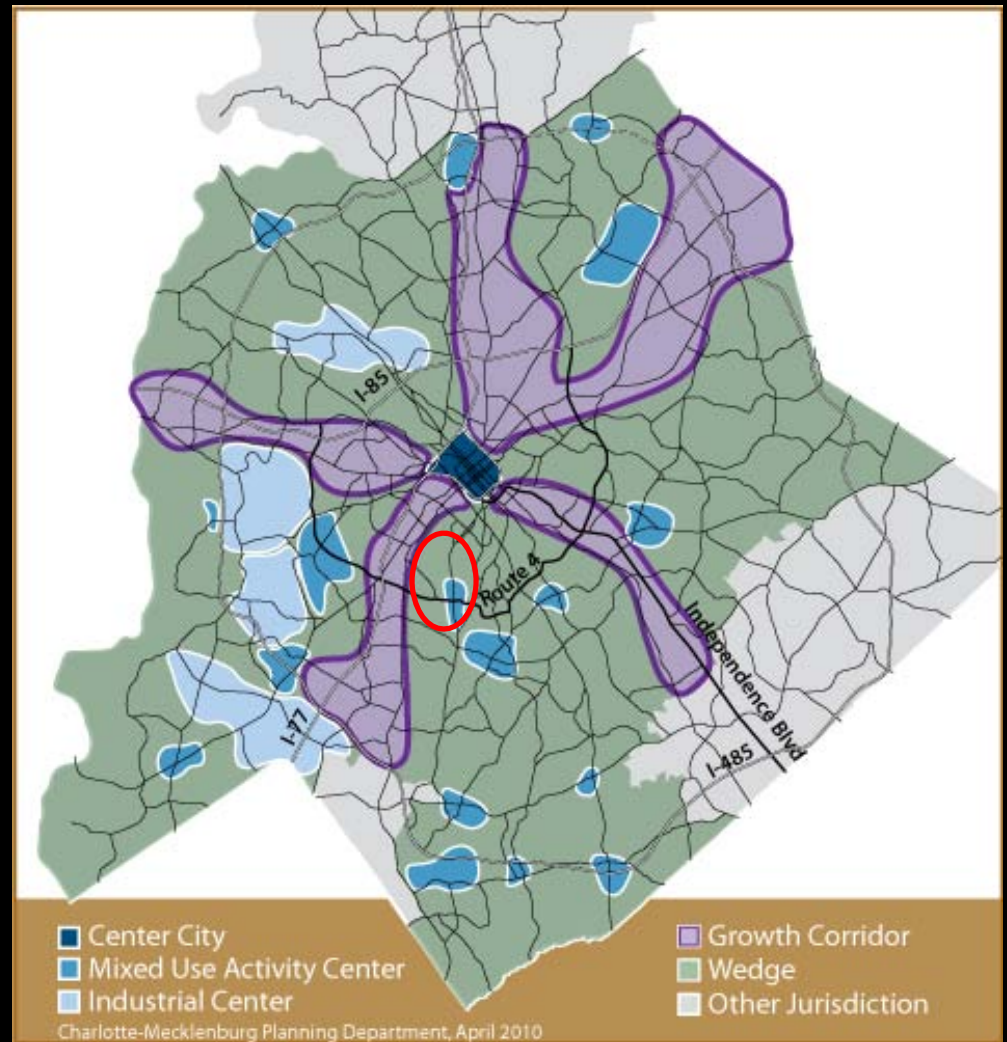 I-85
Route 4
Independence Blvd
I-77
I-485
Center City
Mixed Use Activity Center
Industrial Center
Growth Corridor
Wedge
Other Jurisdiction
Charlotte-Mecklenburg Planning Department, April 2010